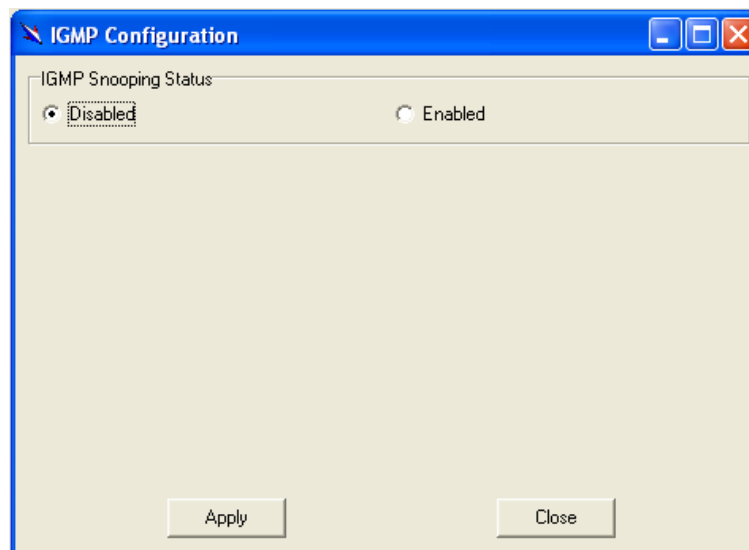 IGMP Configuration
IGMP Snooping Status
Disabled
Enabled
Apply
Close